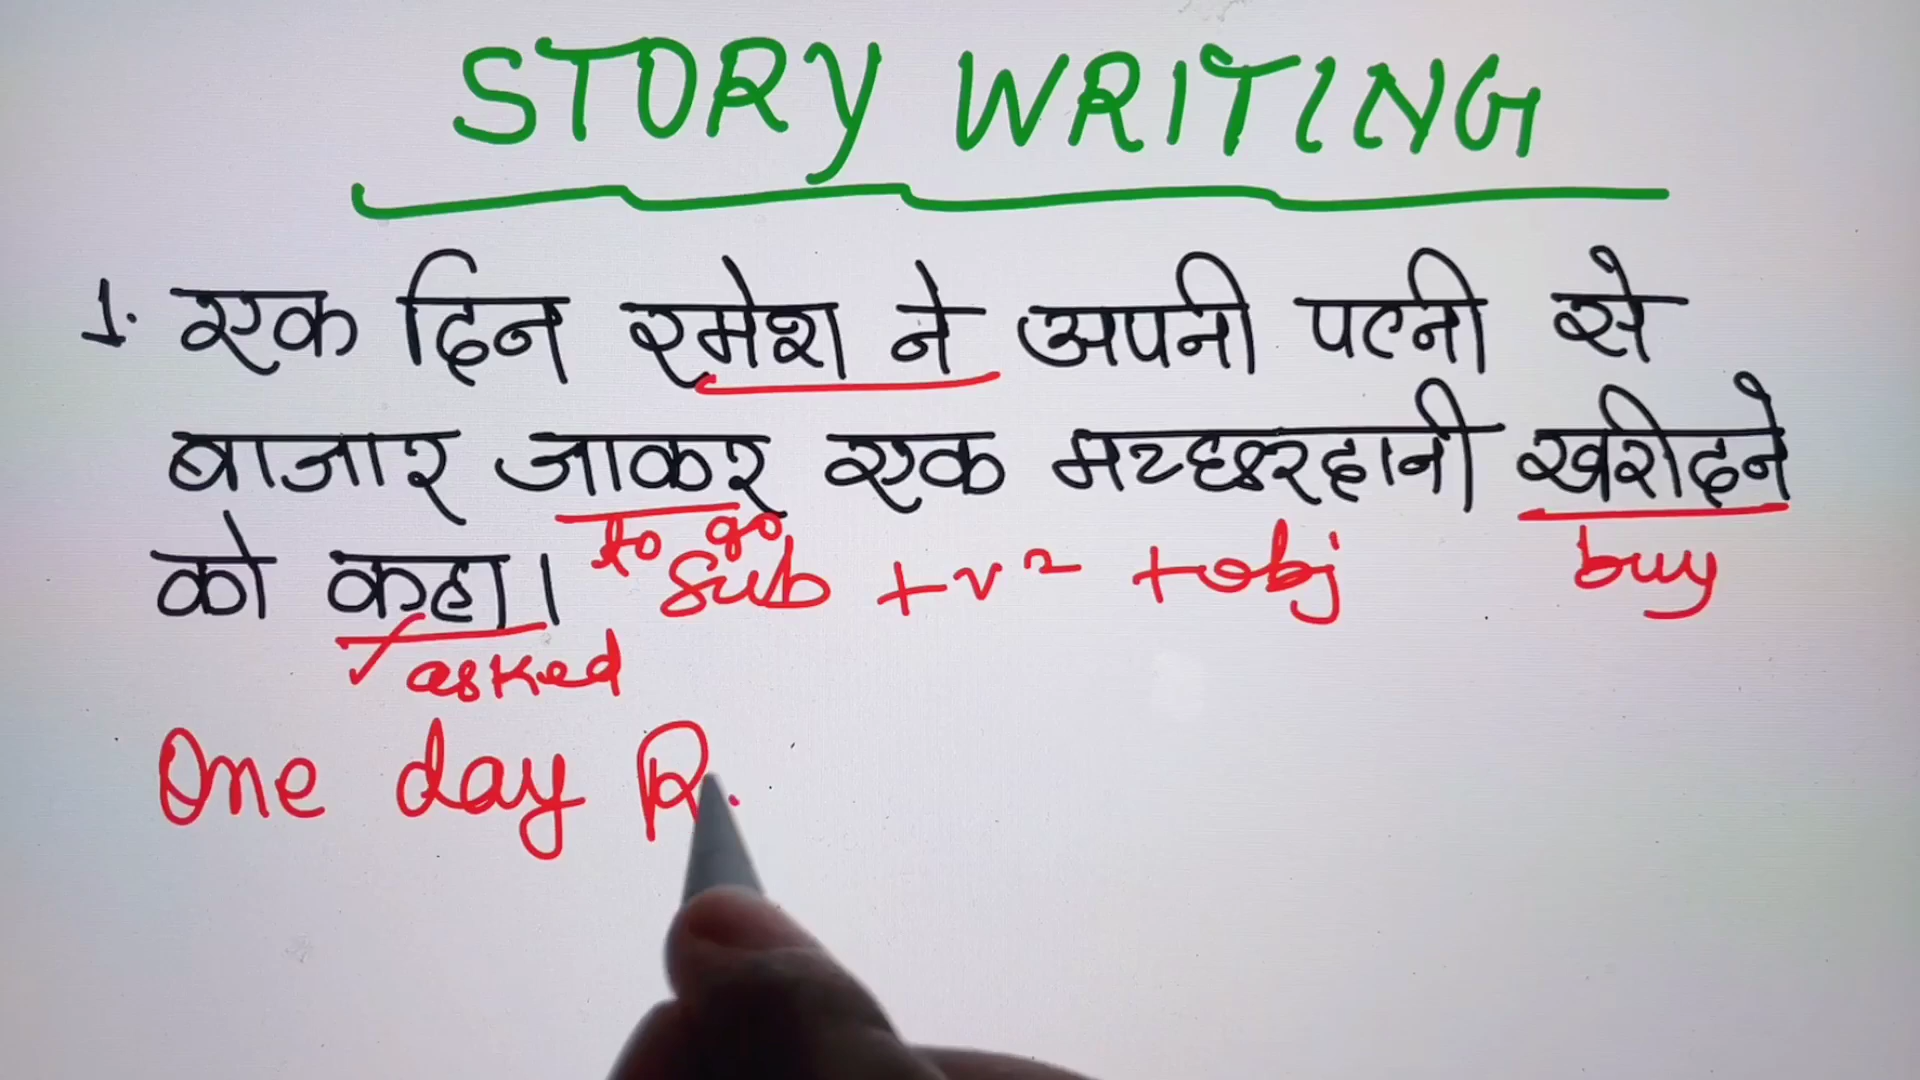 STORY WRITING
1. एक दिन रमेश ने अपनी पत्नी से
बाजार जाकर एक मच्छरदानी खरीदने
को कहा। to go Sub + v² + obj buy
asked
One day R